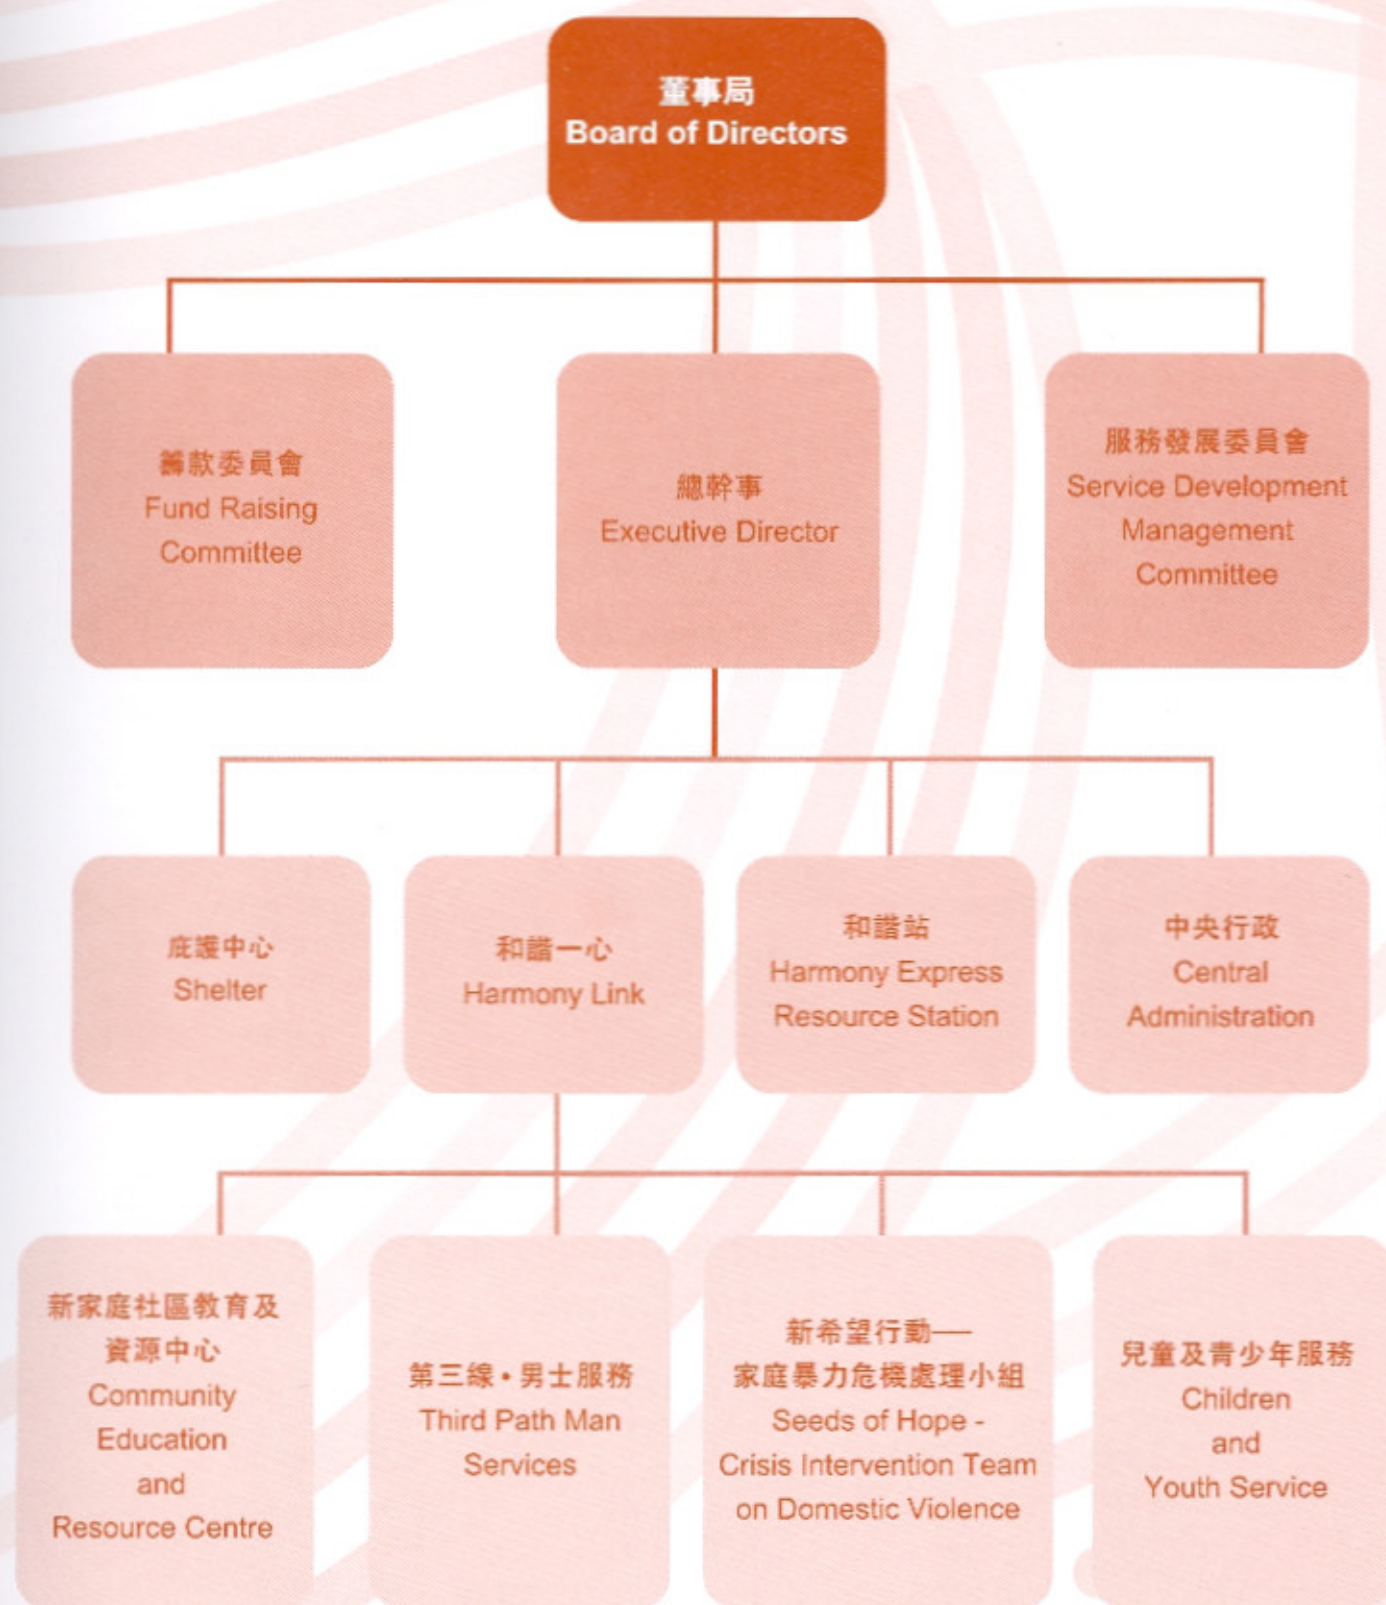 董事局
Board of Directors
籌款委員會
Fund Raising
Committee
總幹事
Executive Director
服務發展委員會
Service Development
Management
Committee
庇護中心
Shelter
和諧一心
Harmony Link
和諧站
Harmony Express
Resource Station
中央行政
Central
Administration
新家庭社區教育及
資源中心
Community
Education
and
Resource Centre
第三線•男士服務
Third Path Man
Services
新希望行動──
家庭暴力危機處理小組
Seeds of Hope -
Crisis Intervention Team
on Domestic Violence
兒童及青少年服務
Children
and
Youth Service